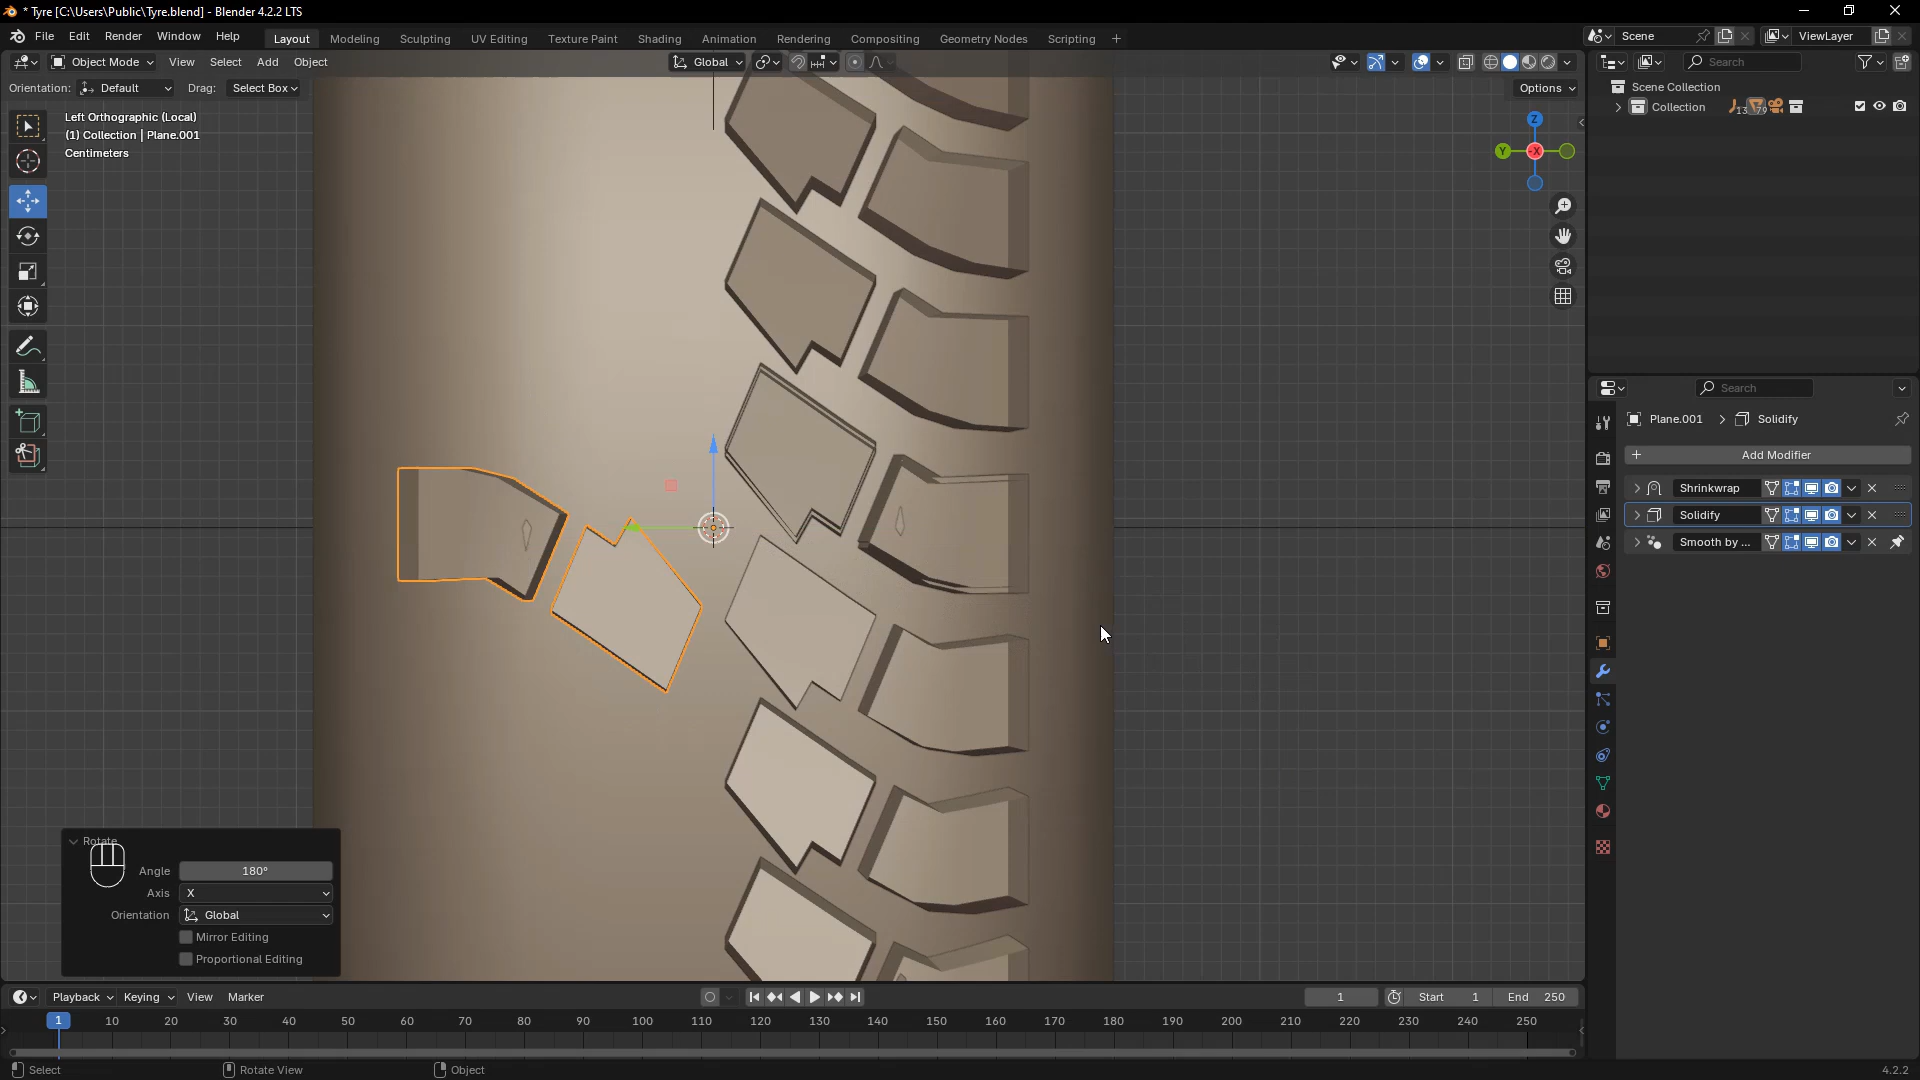 * Tyre [C:\Users\Public\Tyre.blend] - Blender 4.2.2 LTS
File Edit Render Window Help
Layout Modeling Sculpting UV Editing Texture Paint Shading Animation Rendering Compositing Geometry Nodes Scripting +
Scene
ViewLayer
Object Mode View Select Add Object
Global
Search
Orientation: Default Drag: Select Box
Options
Scene Collection
Collection 13 79
Left Orthographic (Local)
(1) Collection | Plane.001
Centimeters
Z
Y
-X
Search
Plane.001 > Solidify
+ Add Modifier
Shrinkwrap
Solidify
Smooth by ...
Rotate
Angle 180°
Axis X
Orientation Global
Mirror Editing
Proportional Editing
Playback Keying View Marker
1
Start 1
End 250
1 10 20 30 40 50 60 70 80 90 100 110 120 130 140 150 160 170 180 190 200 210 220 230 240 250
Select
Rotate View
Object
4.2.2